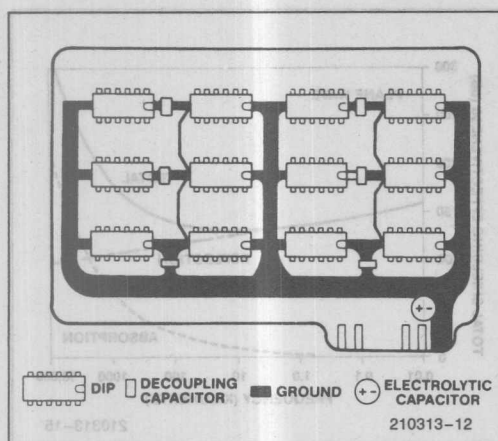 + -
DIP
DECOUPLING
CAPACITOR
GROUND
+ -
ELECTROLYTIC
CAPACITOR
210313-12